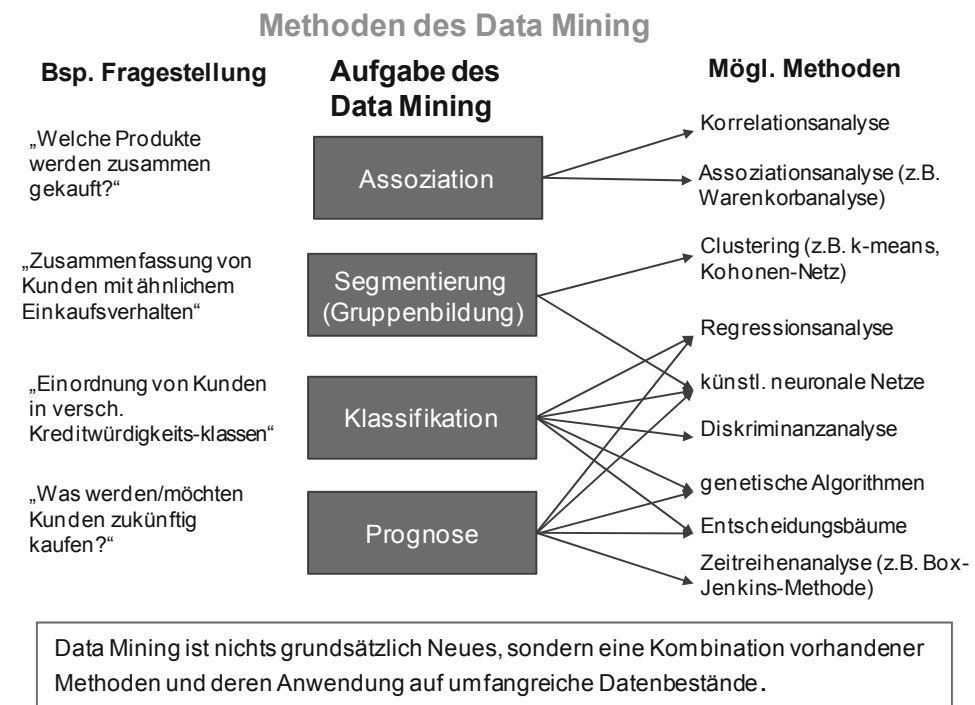 Methoden des Data Mining
Bsp. Fragestellung
Aufgabe des
Data Mining
Mögl. Methoden
„Welche Produkte
werden zusammen
gekauft?“
Assoziation
Korrelationsanalyse
Assoziationsanalyse (z.B.
Warenkorbanalyse)
„Zusammenfassung von
Kunden mit ähnlichem
Einkaufsverhalten“
Segmentierung
(Gruppenbildung)
Clustering (z.B. k-means,
Kohonen-Netz)
Regressionsanalyse
„Einordnung von Kunden
in versch.
Kreditwürdigkeits-klassen“
Klassifikation
künstl. neuronale Netze
Diskriminanzanalyse
„Was werden/möchten
Kunden zukünftig
kaufen?“
Prognose
genetische Algorithmen
Entscheidungsbäume
Zeitreihenanalyse (z.B. Box-
Jenkins-Methode)
Data Mining ist nichts grundsätzlich Neues, sondern eine Kombination vorhandener
Methoden und deren Anwendung auf umfangreiche Datenbestände.